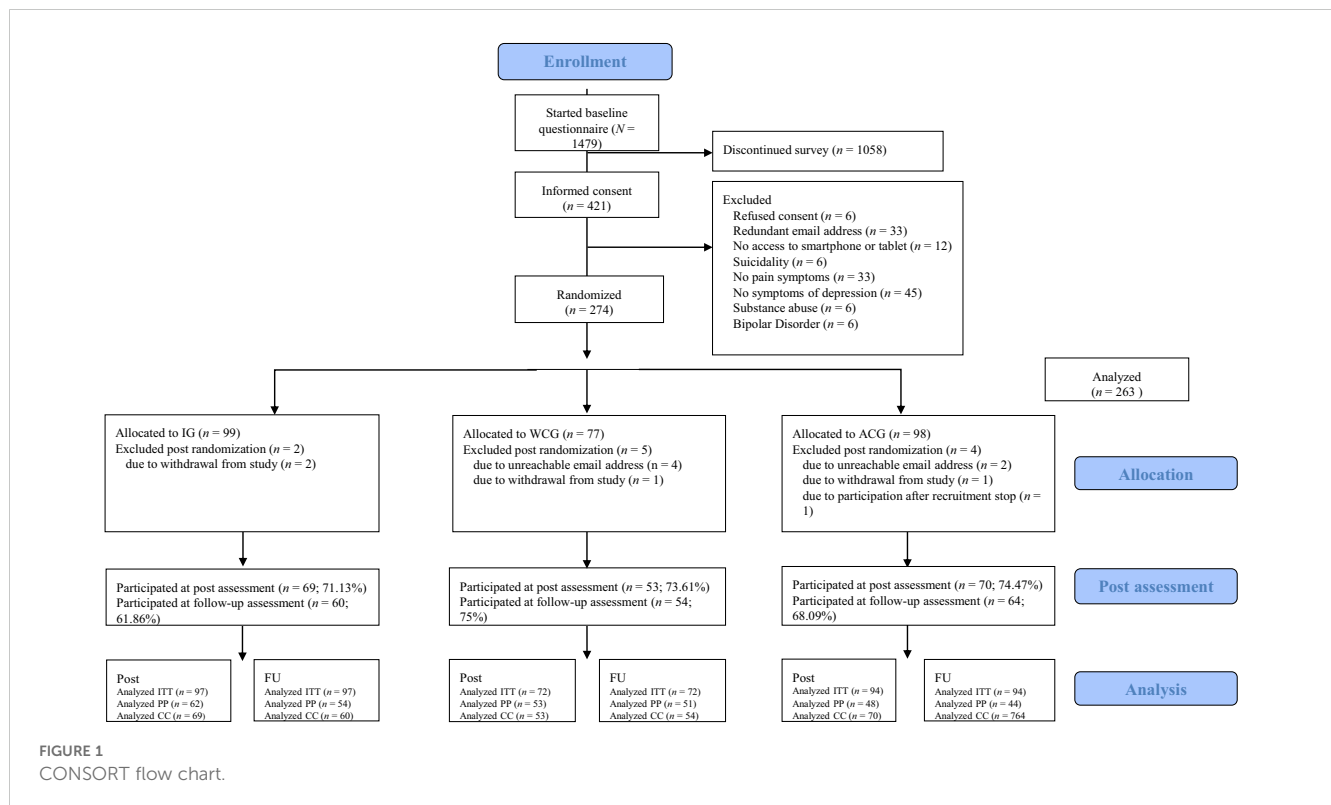 Enrollment
Started baseline
questionnaire (N =
1479)
Discontinued survey (n = 1058)
Informed consent
(n = 421)
Excluded
Refused consent (n = 6)
Redundant email address (n = 33)
No access to smartphone or tablet (n = 12)
Suicidality (n = 6)
No pain symptoms (n = 33)
No symptoms of depression (n = 45)
Substance abuse (n = 6)
Bipolar Disorder (n = 6)
Randomized
(n = 274)
Analyzed
(n = 263 )
Allocated to IG (n = 99)
Excluded post randomization (n = 2)
due to withdrawal from study (n = 2)
Allocated to WCG (n = 77)
Excluded post randomization (n = 5)
due to unreachable email address (n = 4)
due to withdrawal from study (n = 1)
Allocated to ACG (n = 98)
Excluded post randomization (n = 4)
due to unreachable email address (n = 2)
due to withdrawal from study (n = 1)
due to participation after recruitment stop (n =
1)
Allocation
Participated at post assessment (n = 69; 71.13%)
Participated at follow-up assessment (n = 60;
61.86%)
Participated at post assessment (n = 53; 73.61%)
Participated at follow-up assessment (n = 54;
75%)
Participated at post assessment (n = 70; 74.47%)
Participated at follow-up assessment (n = 64;
68.09%)
Post assessment
Post
Analyzed ITT (n = 97)
Analyzed PP (n = 62)
Analyzed CC (n = 69)
FU
Analyzed ITT (n = 97)
Analyzed PP (n = 54)
Analyzed CC (n = 60)
Post
Analyzed ITT (n = 72)
Analyzed PP (n = 53)
Analyzed CC (n = 53)
FU
Analyzed ITT (n = 72)
Analyzed PP (n = 51)
Analyzed CC (n = 54)
Post
Analyzed ITT (n = 94)
Analyzed PP (n = 48)
Analyzed CC (n = 70)
FU
Analyzed ITT (n = 94)
Analyzed PP (n = 44)
Analyzed CC (n = 764
Analysis
FIGURE 1
CONSORT flow chart.